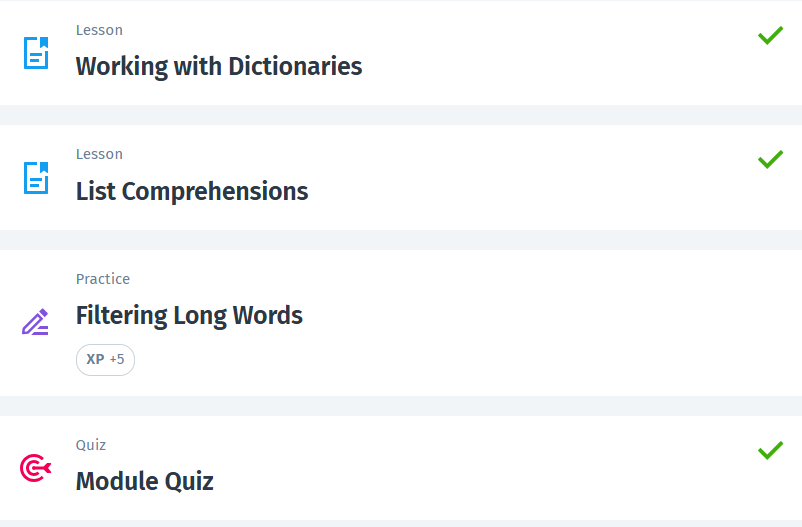 Lesson
Working with Dictionaries
Lesson
List Comprehensions
Practice
Filtering Long Words
XP +5
Quiz
Module Quiz